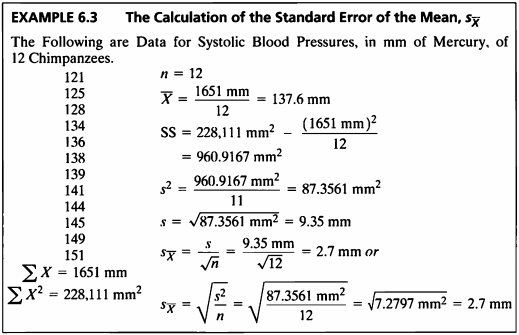 EXAMPLE 6.3 The Calculation of the Standard Error of the Mean, s_X̄
The Following are Data for Systolic Blood Pressures, in mm of Mercury, of
12 Chimpanzees.
121
125
128
134
136
138
139
141
144
145
149
151
∑ X = 1651 mm
∑ X² = 228,111 mm²
n = 12
X̄ = 1651 mm / 12 = 137.6 mm
SS = 228,111 mm² − (1651 mm)² / 12
= 960.9167 mm²
s² = 960.9167 mm² / 11 = 87.3561 mm²
s = √87.3561 mm² = 9.35 mm
s_X̄ = s / √n = 9.35 mm / √12 = 2.7 mm or
s_X̄ = √(s² / n) = √(87.3561 mm² / 12) = √7.2797 mm² = 2.7 mm